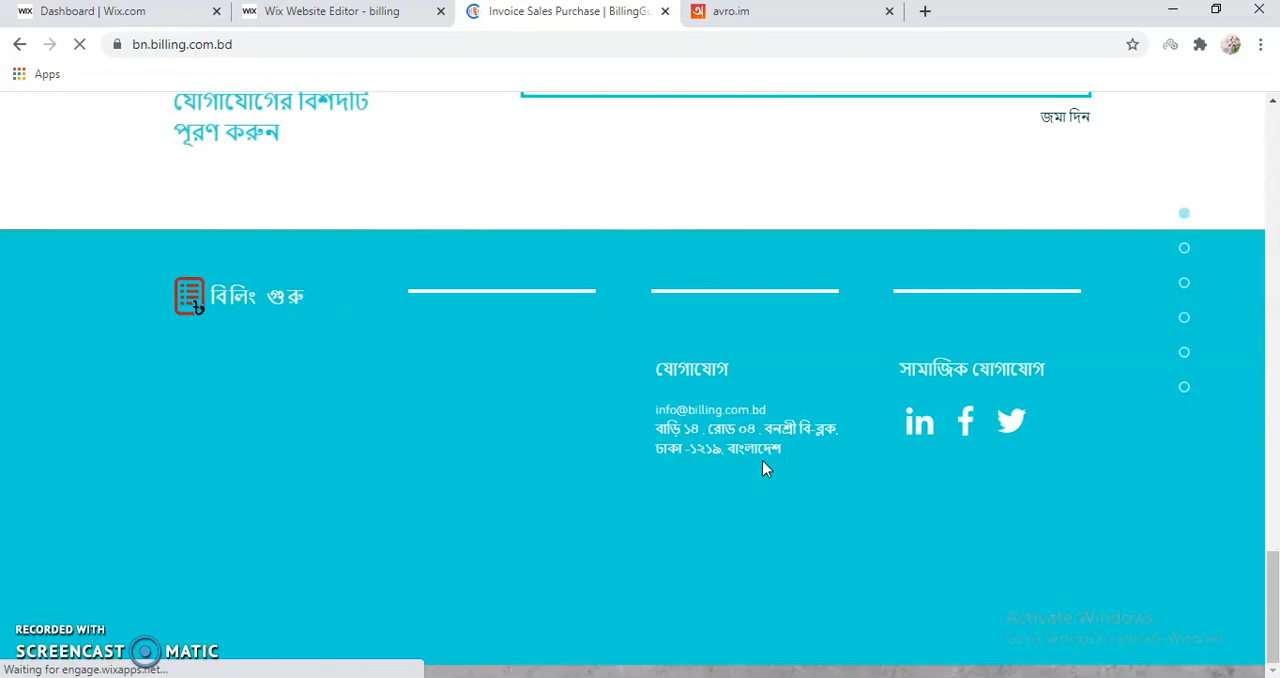 Dashboard | Wix.com
Wix Website Editor - billing
Invoice Sales Purchase | BillingGu
avro.im
bn.billing.com.bd
Apps
যোগাযোগের বিশদটি
পূরণ করুন
জমা দিন
বিলিং গুরু
যোগাযোগ
সামাজিক যোগাযোগ
info@billing.com.bd
বাড়ি ১৪ , রোড ০৪ , বনশ্রী বি-ব্লক,
ঢাকা -১২১৯, বাংলাদেশ
Activate Windows
Go to Settings to activate Windows.
RECORDED WITH
SCREENCAST MATIC
Waiting for engage.wixapps.net...